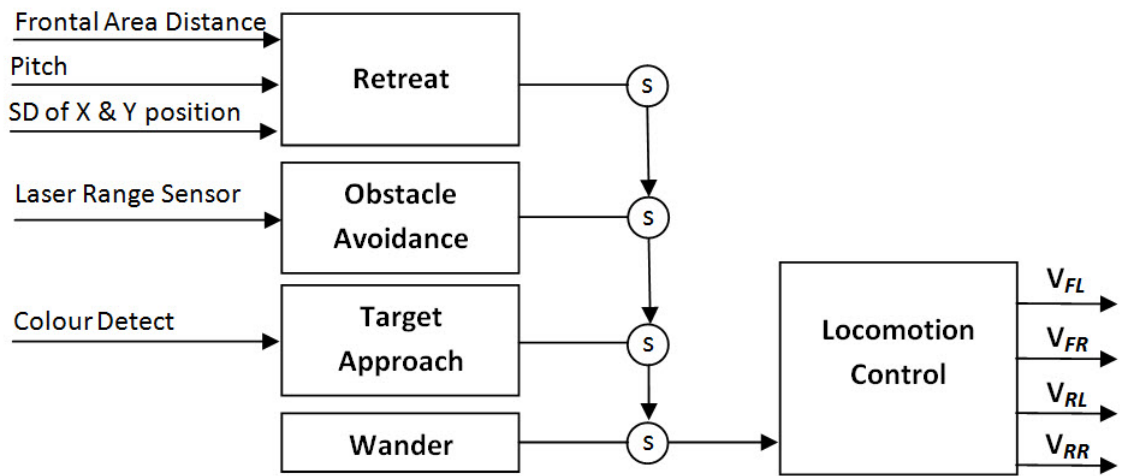 Frontal Area Distance
Pitch
SD of X & Y position
Retreat
S
Laser Range Sensor
Obstacle
Avoidance
S
Colour Detect
Target
Approach
S
Wander
S
Locomotion
Control
VFL
VFR
VRL
VRR